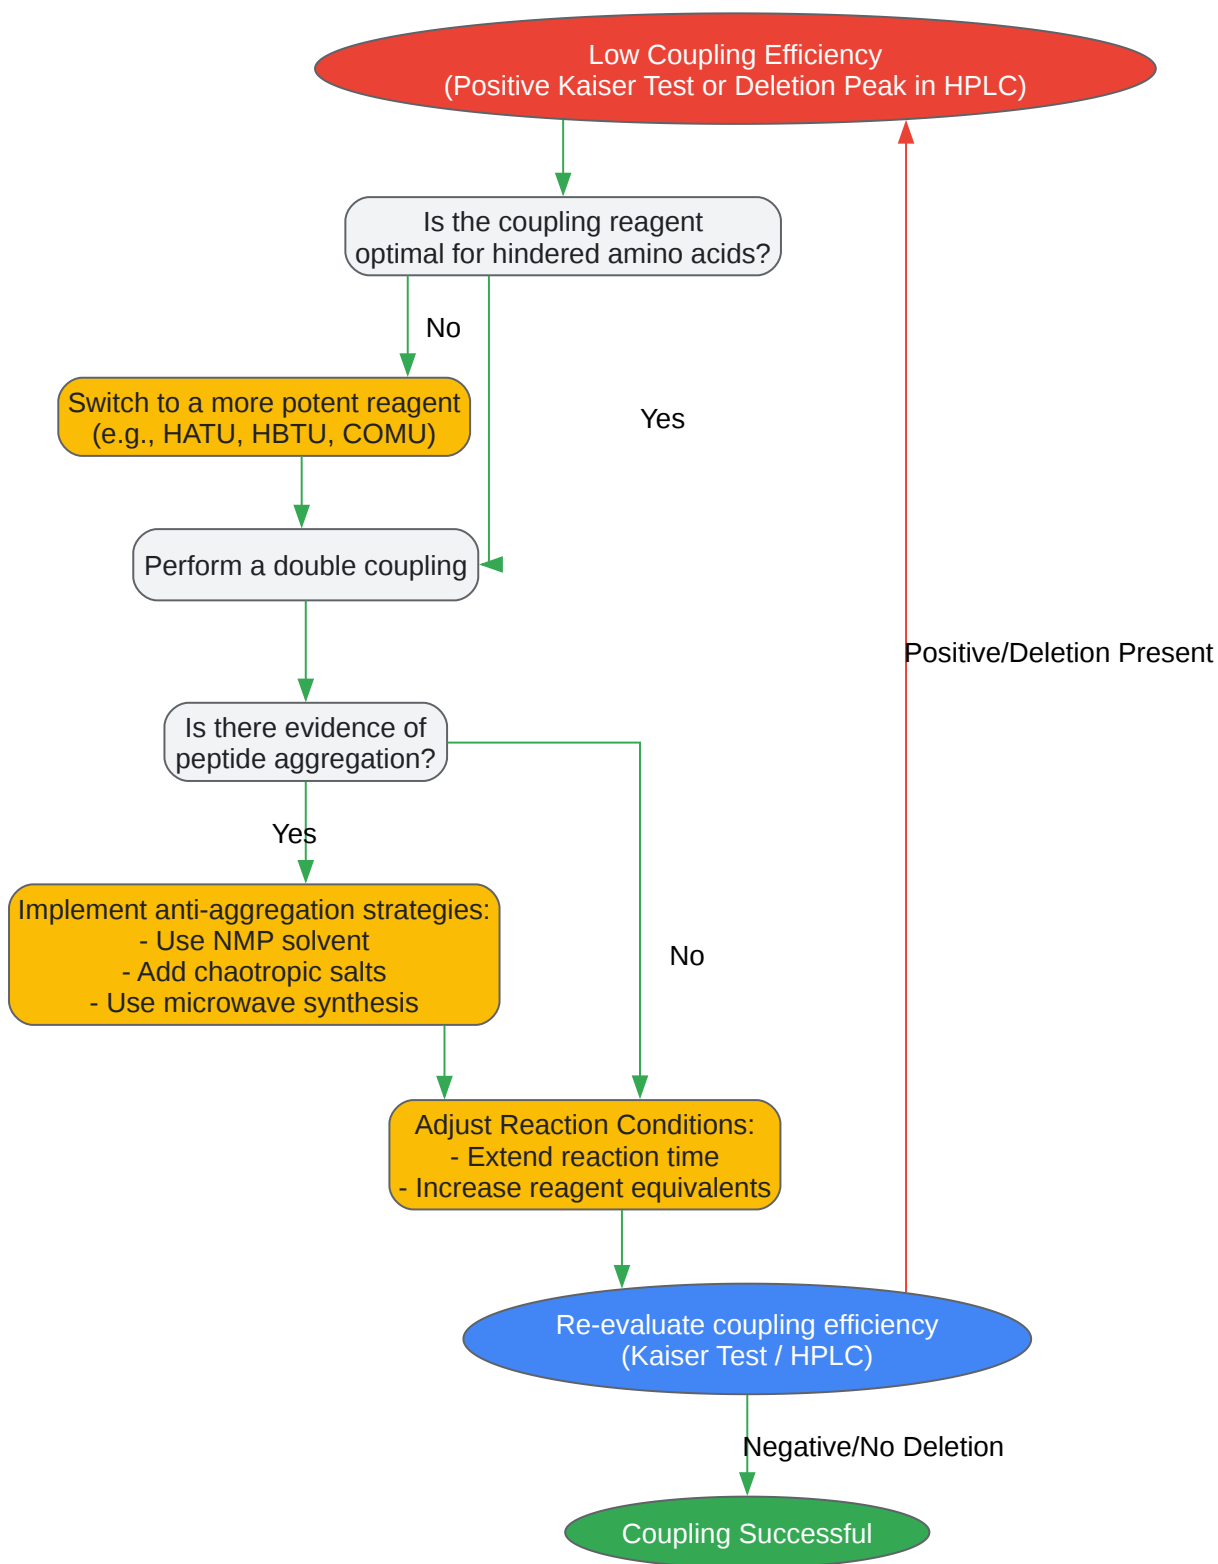 Low Coupling Efficiency
(Positive Kaiser Test or Deletion Peak in HPLC)
Is the coupling reagent
optimal for hindered amino acids?
No
Switch to a more potent reagent
(e.g., HATU, HBTU, COMU)
Yes
Perform a double coupling
Positive/Deletion Present
Is there evidence of
peptide aggregation?
Yes
Implement anti-aggregation strategies:
- Use NMP solvent
- Add chaotropic salts
- Use microwave synthesis
No
Adjust Reaction Conditions:
- Extend reaction time
- Increase reagent equivalents
Re-evaluate coupling efficiency
(Kaiser Test / HPLC)
Negative/No Deletion
Coupling Successful